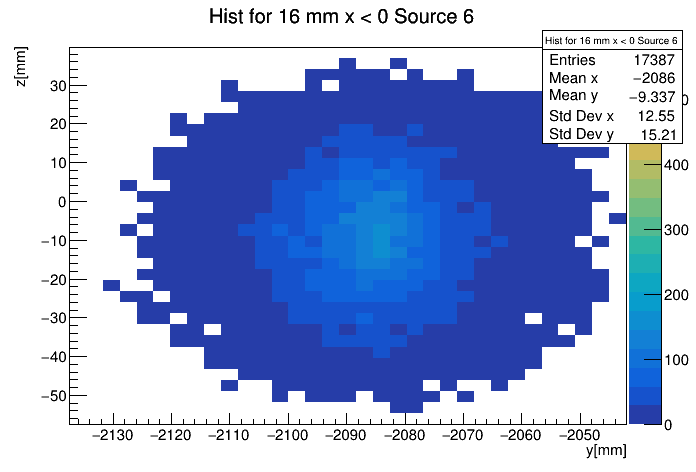 Hist for 16 mm x < 0 Source 6
z[mm]
Hist for 16 mm x < 0 Source 6
Entries 17387
Mean x −2086
Mean y −9.337
Std Dev x 12.55
Std Dev y 15.21
30
20
10
0
−10
−20
−30
−40
−50
0
400
300
200
100
0
−2130 −2120 −2110 −2100 −2090 −2080 −2070 −2060 −2050
y[mm]